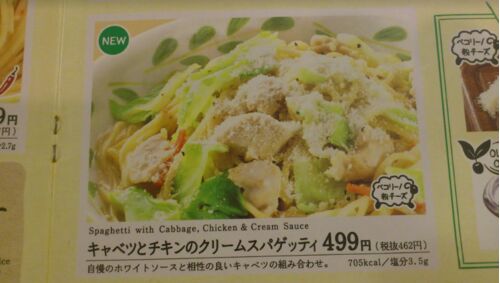 NEW
Spaghetti with Cabbage, Chicken & Cream Sauce
キャベツとチキンのクリームスパゲッティ 499円(税抜462円)
自慢のホワイトソースと相性の良いキャベツの組み合わせ。 705kcal/塩分3.5g
ペコリーノ
粉チーズ
ペコリーノ
粉チーズ
9円
2.7g